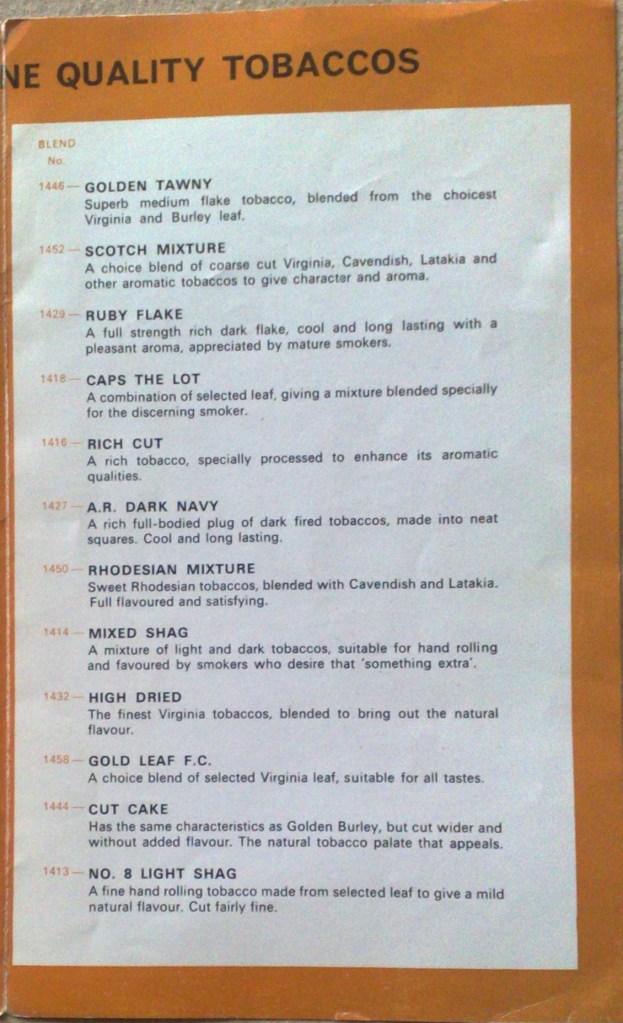 NE QUALITY TOBACCOS
BLEND
No.
1446 — GOLDEN TAWNY
Superb medium flake tobacco, blended from the choicest
Virginia and Burley leaf.
1452 — SCOTCH MIXTURE
A choice blend of coarse cut Virginia, Cavendish, Latakia and
other aromatic tobaccos to give character and aroma.
1429 — RUBY FLAKE
A full strength rich dark flake, cool and long lasting with a
pleasant aroma, appreciated by mature smokers.
1418 — CAPS THE LOT
A combination of selected leaf, giving a mixture blended specially
for the discerning smoker.
1416 — RICH CUT
A rich tobacco, specially processed to enhance its aromatic
qualities.
1427 — A.R. DARK NAVY
A rich full-bodied plug of dark fired tobaccos, made into neat
squares. Cool and long lasting.
1450 — RHODESIAN MIXTURE
Sweet Rhodesian tobaccos, blended with Cavendish and Latakia.
Full flavoured and satisfying.
1414 — MIXED SHAG
A mixture of light and dark tobaccos, suitable for hand rolling
and favoured by smokers who desire that 'something extra'.
1432 — HIGH DRIED
The finest Virginia tobaccos, blended to bring out the natural
flavour.
1458 — GOLD LEAF F.C.
A choice blend of selected Virginia leaf, suitable for all tastes.
1444 — CUT CAKE
Has the same characteristics as Golden Burley, but cut wider and
without added flavour. The natural tobacco palate that appeals.
1413 — NO. 8 LIGHT SHAG
A fine hand rolling tobacco made from selected leaf to give a mild
natural flavour. Cut fairly fine.